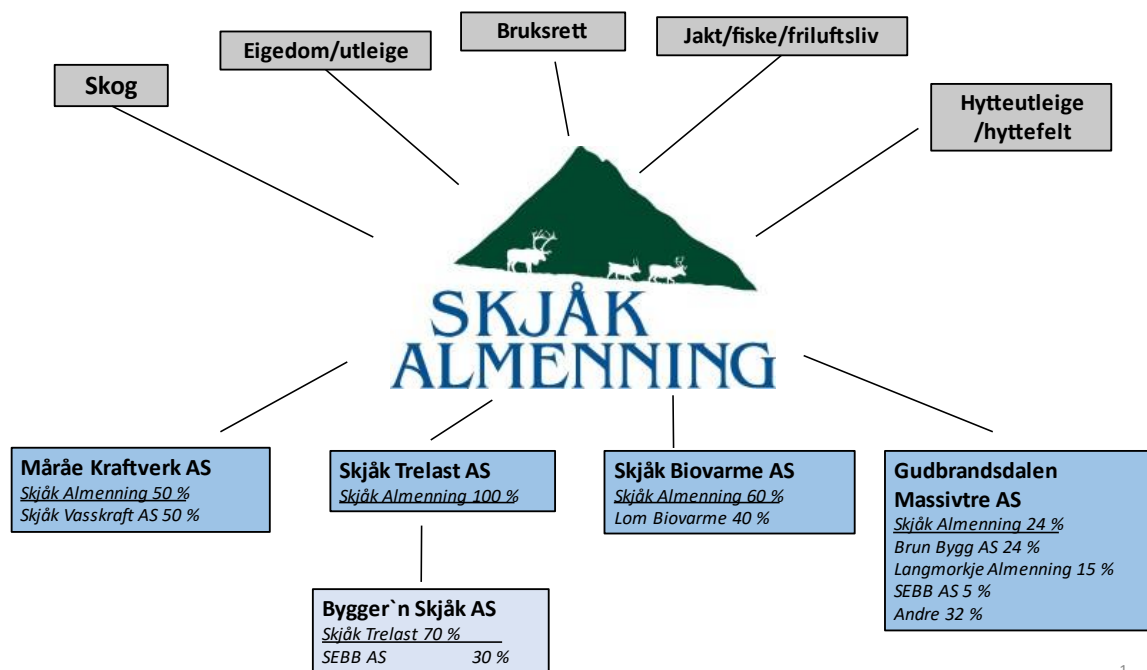 Bruksrett
Jakt/fiske/friluftsliv
Eigedom/utleige
Skog
Hytteutleige
/hyttefelt
SKJÅK
ALMENNING
Måråe Kraftverk AS
Skjåk Almenning 50 %
Skjåk Vasskraft AS 50 %
Skjåk Trelast AS
Skjåk Almenning 100 %
Skjåk Biovarme AS
Skjåk Almenning 60 %
Lom Biovarme 40 %
Gudbrandsdalen
Massivtre AS
Skjåk Almenning 24 %
Brun Bygg AS 24 %
Langmorkje Almenning 15 %
SEBB AS 5 %
Andre 32 %
Bygger`n Skjåk AS
Skjåk Trelast 70 %
SEBB AS 30 %
1